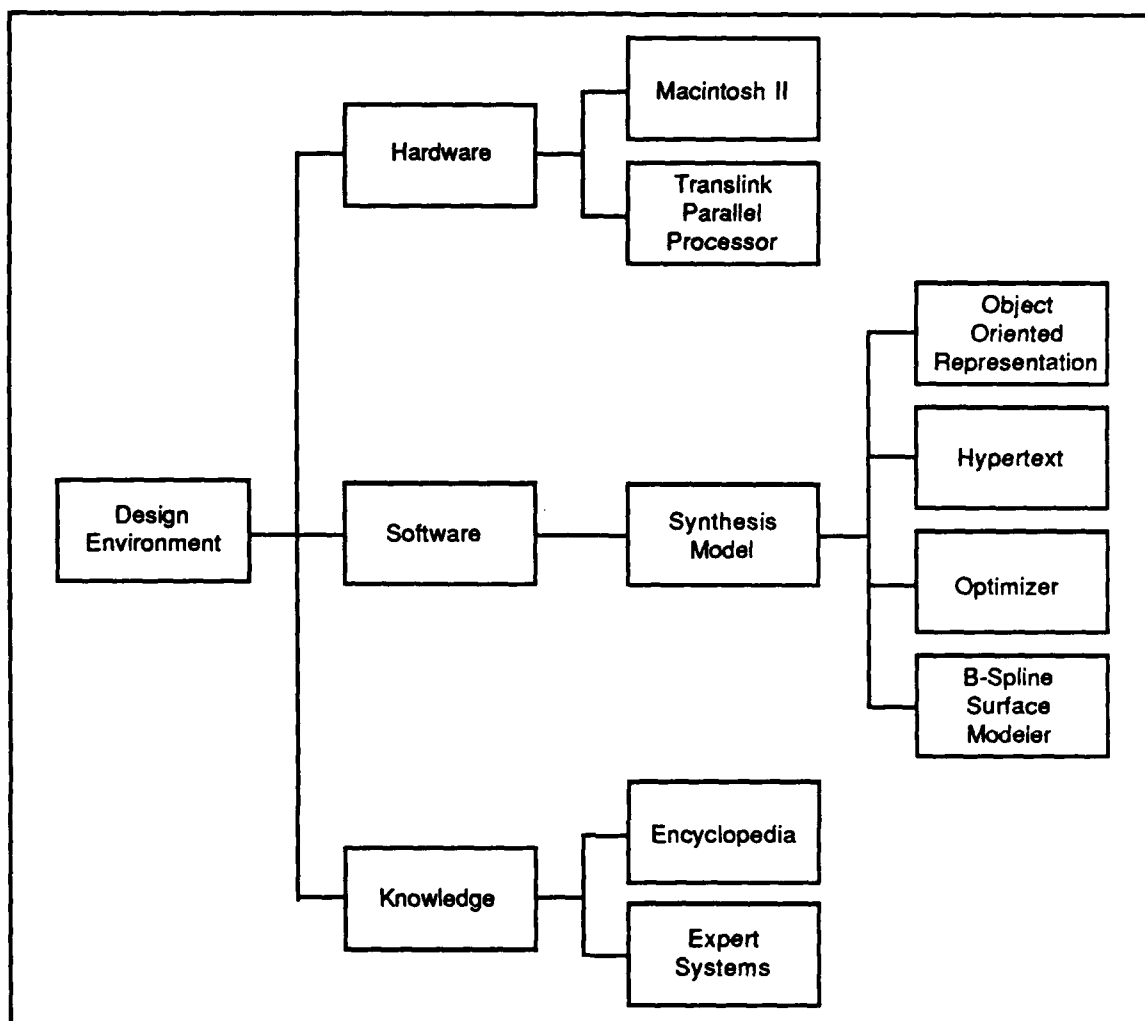 Macintosh II
Hardware
Translink
Parallel
Processor
Object
Oriented
Representation
Hypertext
Design
Environment
Software
Synthesis
Model
Optimizer
B-Spline
Surface
Modeler
Encyclopedia
Knowledge
Expert
Systems